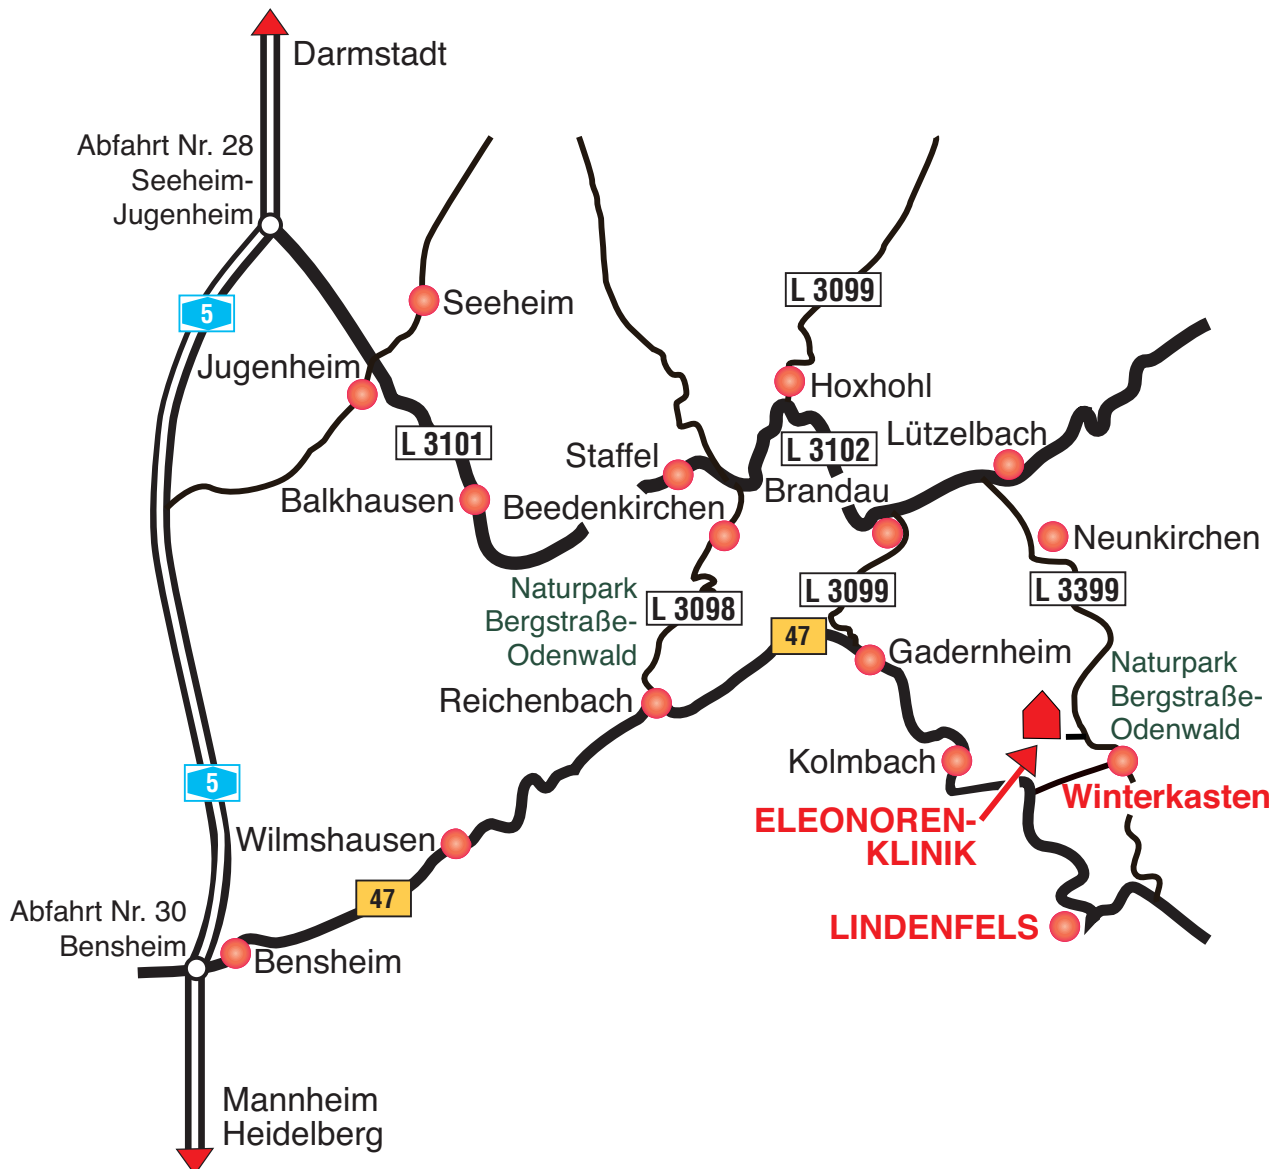 Darmstadt
Abfahrt Nr. 28
Seeheim-
Jugenheim
L 3099
5
Seeheim
Jugenheim
Hoxhohl
L 3101
L 3102
Lützelbach
Staffel
Balkhausen
Beedenkirchen
Brandau
Neunkirchen
Naturpark
Bergstraße-
Odenwald
L 3098
L 3099
L 3399
47
Gadernheim
Naturpark
Bergstraße-
Odenwald
Reichenbach
Kolmbach
5
Winterkasten
ELEONOREN-
KLINIK
Wilmshausen
47
Abfahrt Nr. 30
Bensheim
LINDENFELS
Bensheim
Mannheim
Heidelberg